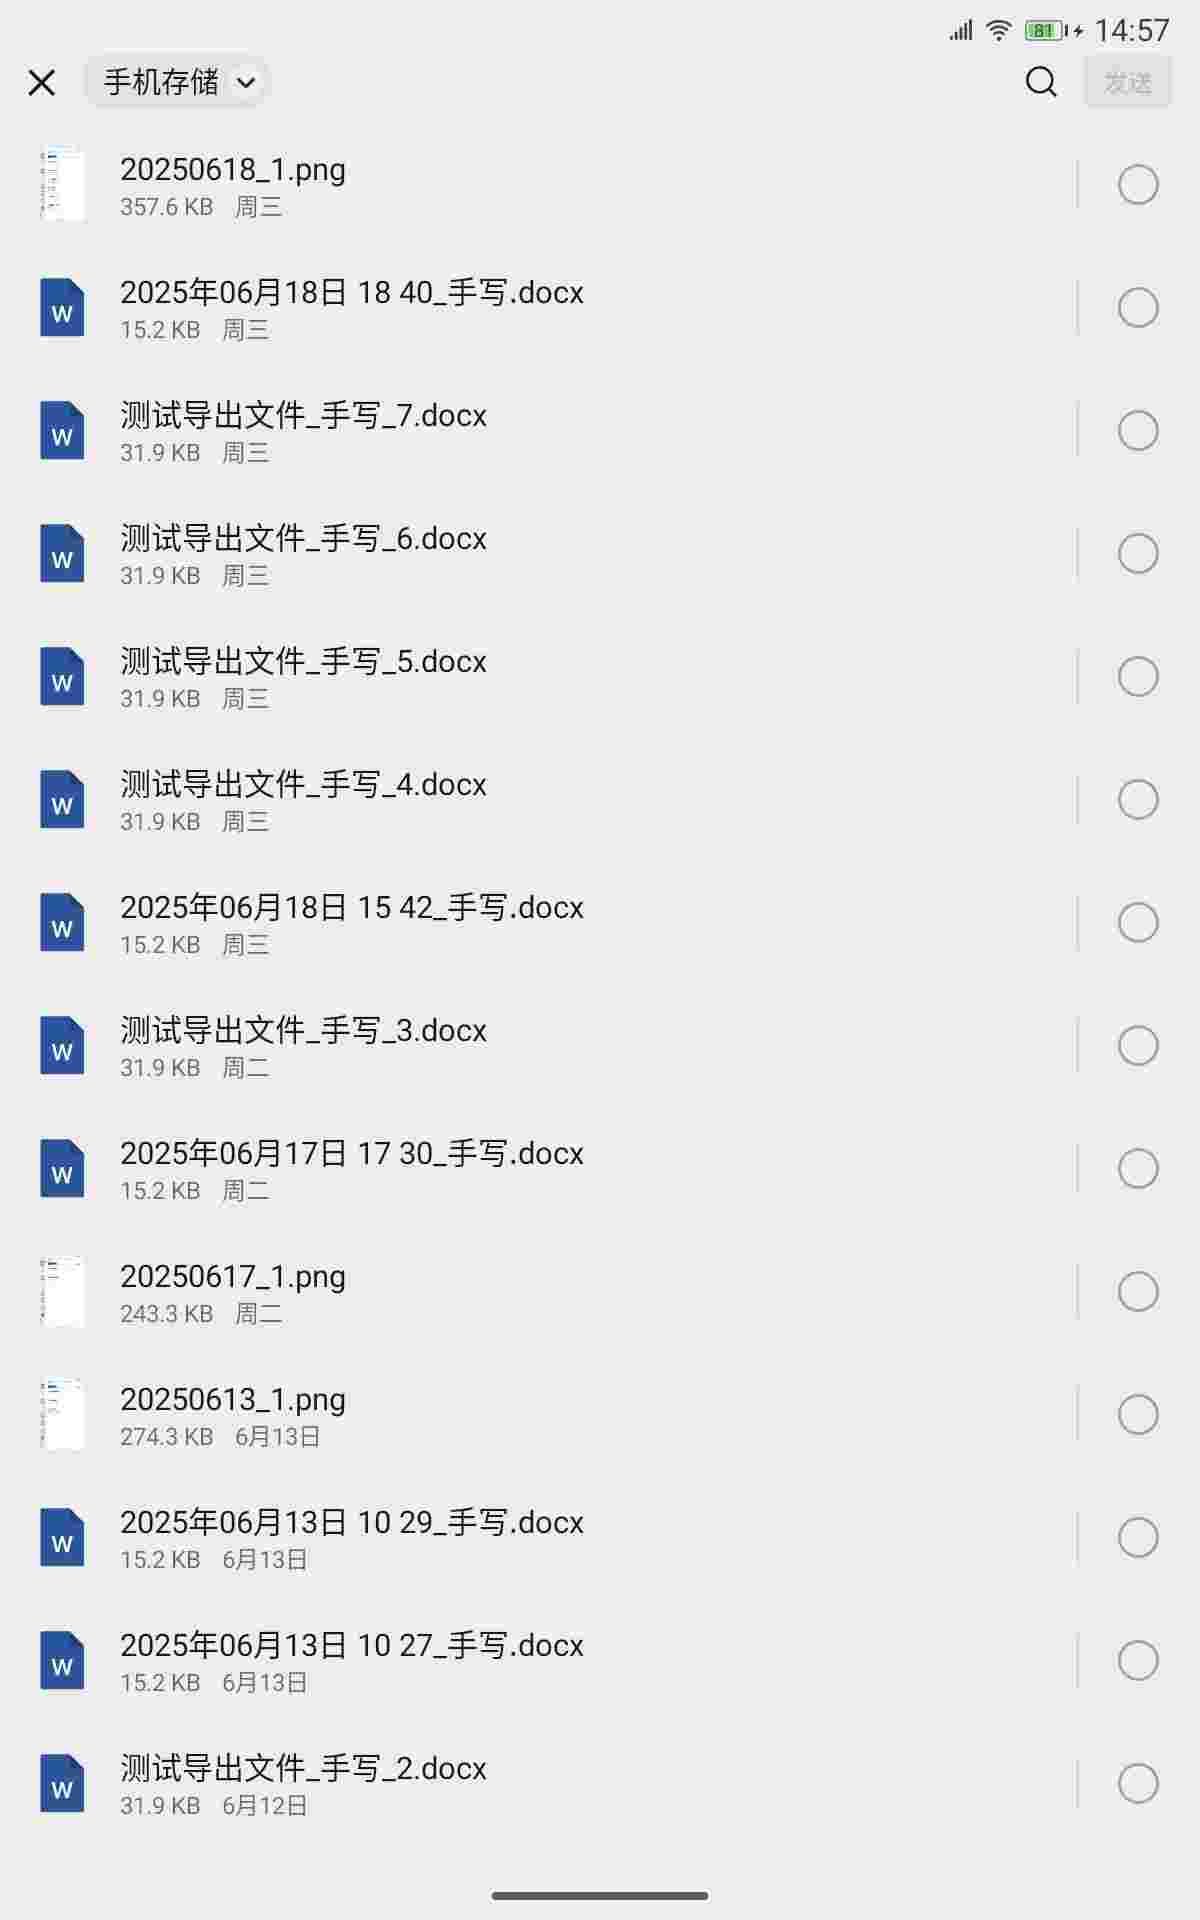 81 14:57
手机存储 发送
20250618_1.png
357.6 KB 周三
W 2025年06月18日 18 40_手写.docx
15.2 KB 周三
W 测试导出文件_手写_7.docx
31.9 KB 周三
W 测试导出文件_手写_6.docx
31.9 KB 周三
W 测试导出文件_手写_5.docx
31.9 KB 周三
W 测试导出文件_手写_4.docx
31.9 KB 周三
W 2025年06月18日 15 42_手写.docx
15.2 KB 周三
W 测试导出文件_手写_3.docx
31.9 KB 周二
W 2025年06月17日 17 30_手写.docx
15.2 KB 周二
20250617_1.png
243.3 KB 周二
20250613_1.png
274.3 KB 6月13日
W 2025年06月13日 10 29_手写.docx
15.2 KB 6月13日
W 2025年06月13日 10 27_手写.docx
15.2 KB 6月13日
W 测试导出文件_手写_2.docx
31.9 KB 6月12日